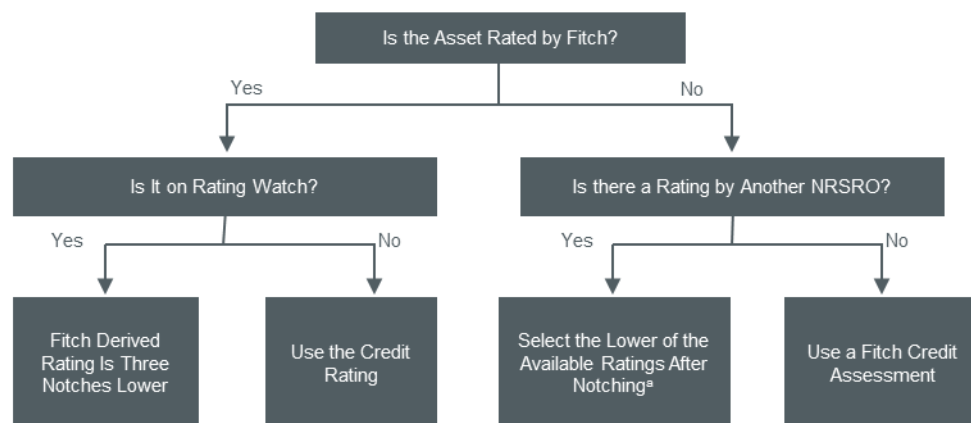 Is the Asset Rated by Fitch?
Yes
No
Is It on Rating Watch?
Is there a Rating by Another NRSRO?
Yes
No
Yes
No
Fitch Derived
Rating Is Three
Notches Lower
Use the Credit
Rating
Select the Lower of the
Available Ratings After
Notchingª
Use a Fitch Credit
Assessment